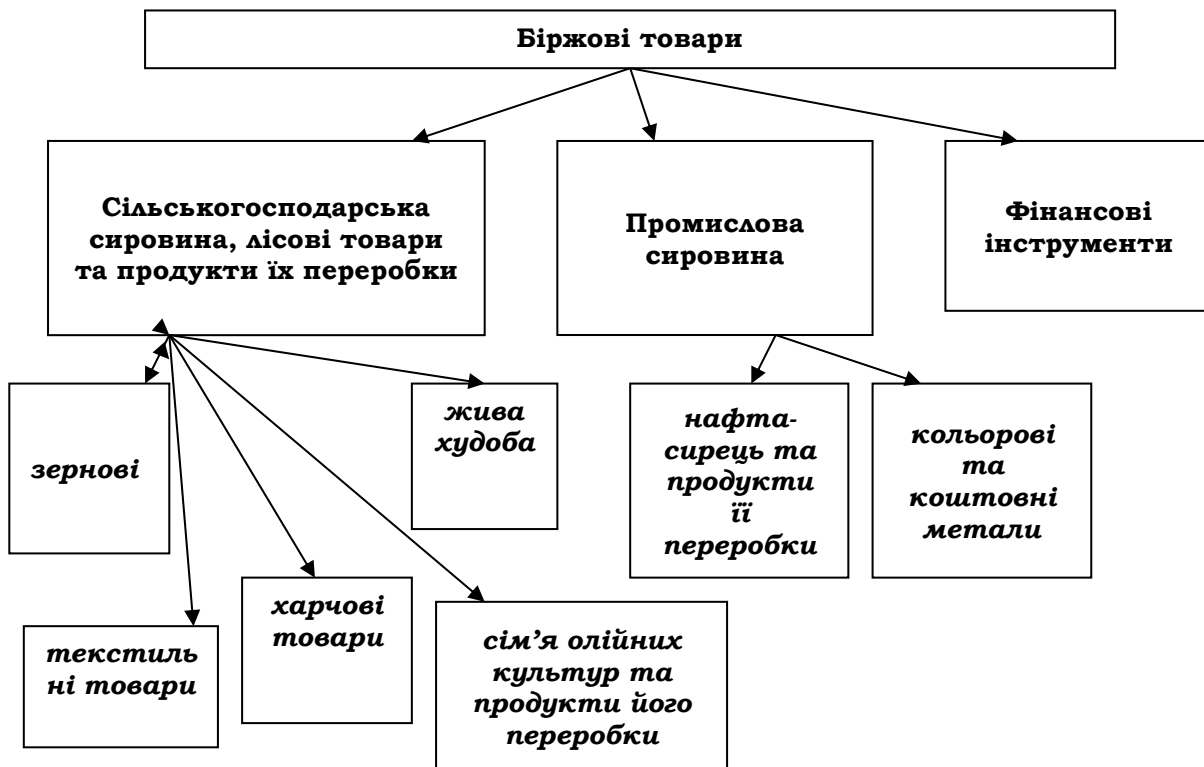 Біржові товари
Сільськогосподарська
сировина, лісові товари
та продукти їх переробки
Промислова
сировина
Фінансові
інструменти
зернові
жива
худоба
нафта-
сирець та
продукти
її
переробки
кольорові
та
коштовні
метали
текстиль
ні товари
харчові
товари
сім’я олійних
культур та
продукти його
переробки